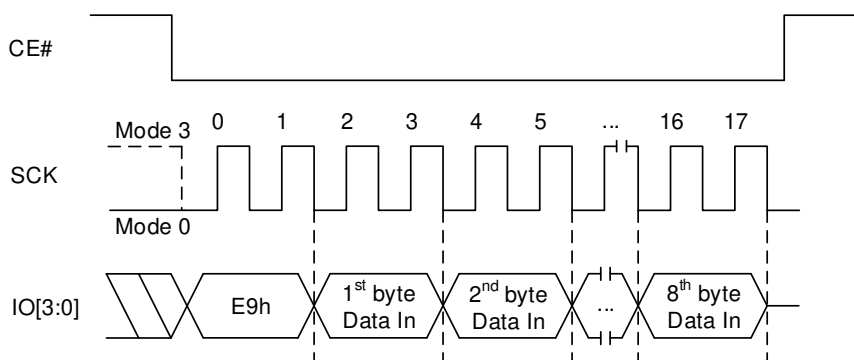 CE#
Mode 3
0 1 2 3 4 5 ... 16 17
SCK
Mode 0
IO[3:0]
E9h
1st byte
Data In
2nd byte
Data In
...
8th byte
Data In